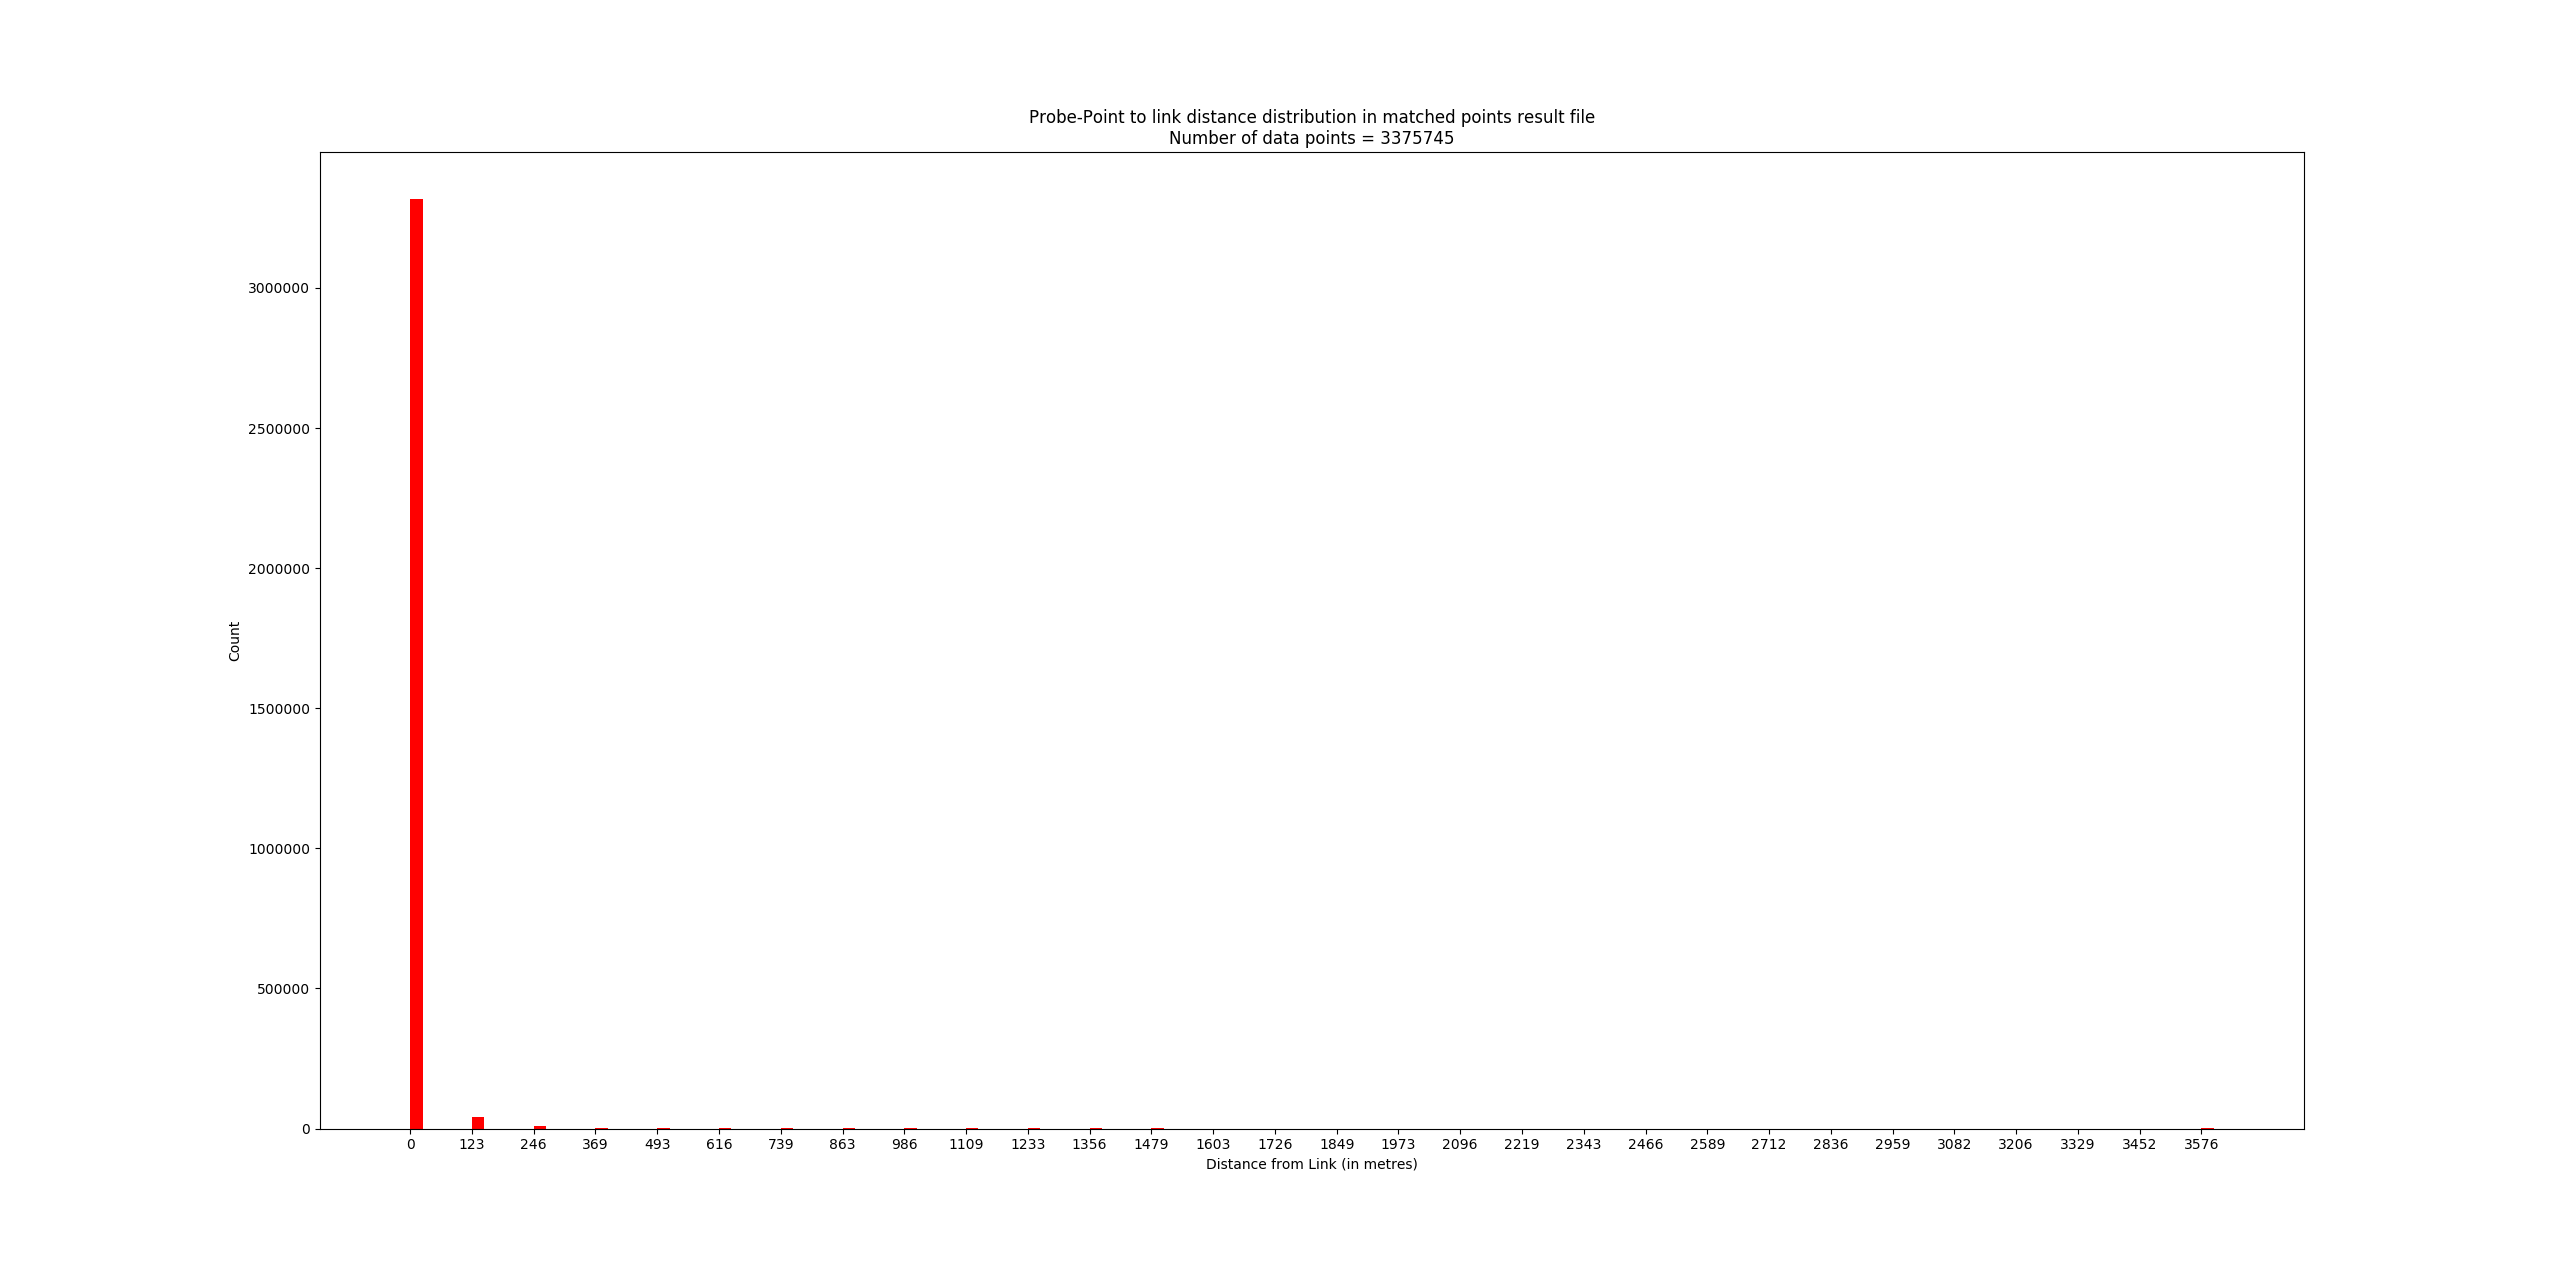 Probe-Point to link distance distribution in matched points result file
Number of data points = 3375745
3000000
2500000
2000000
1500000
1000000
500000
0
Count
0 123 246 369 493 616 739 863 986 1109 1233 1356 1479 1603 1726 1849 1973 2096 2219 2343 2466 2589 2712 2836 2959 3082 3206 3329 3452 3576
Distance from Link (in metres)